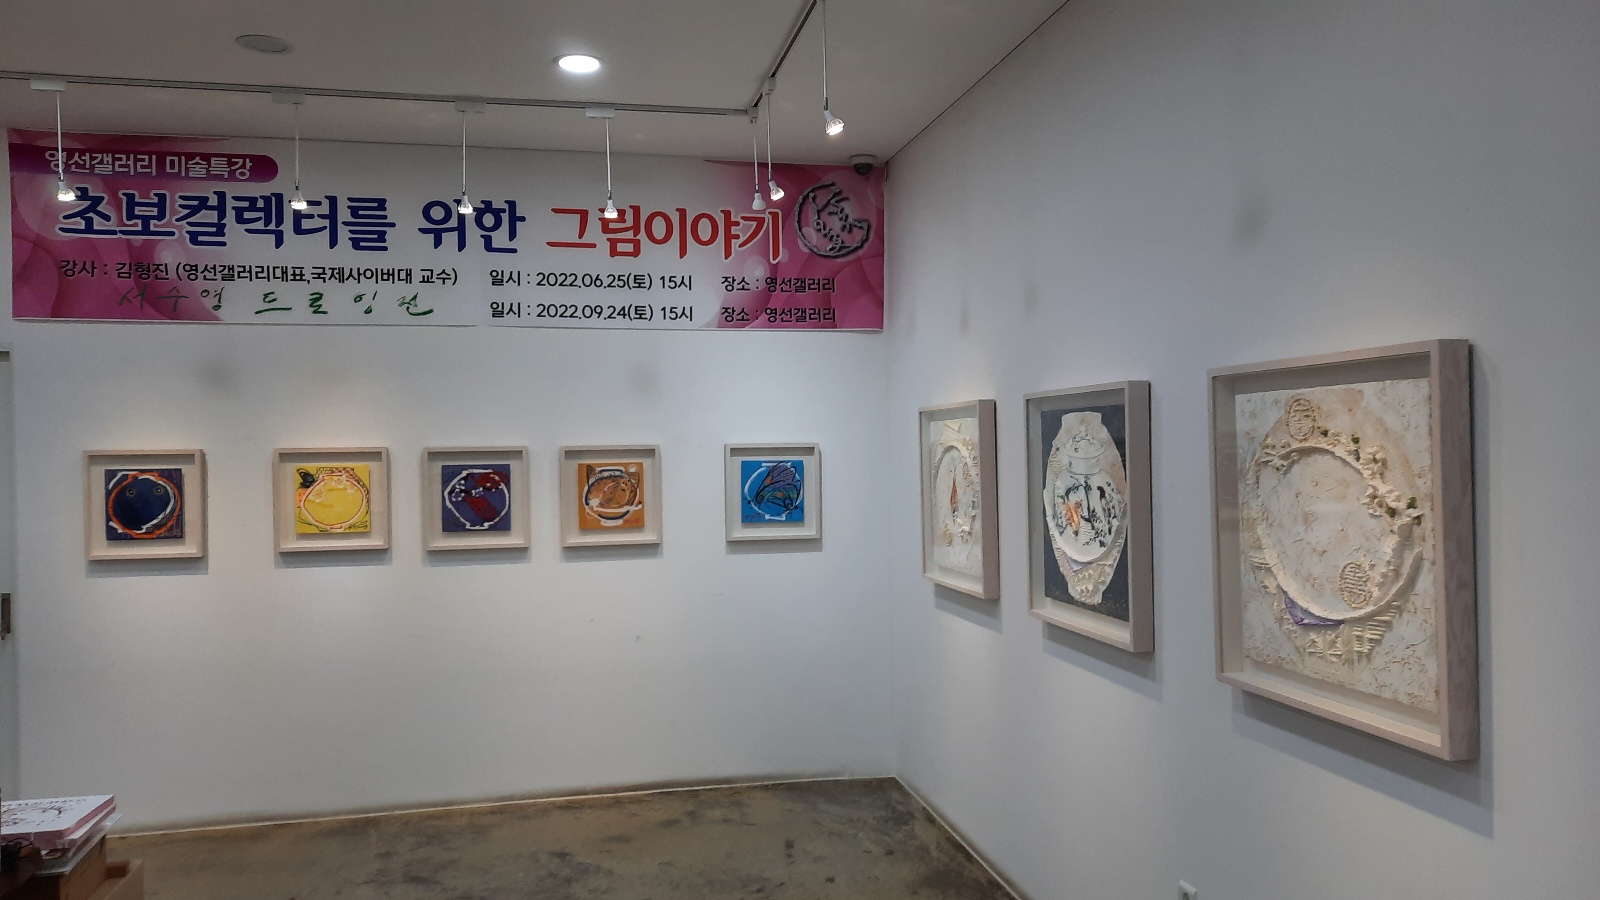 영선갤러리 미술특강
초보컬렉터를 위한 그림이야기
강사 : 김형진 (영선갤러리대표,국제사이버대 교수)
서수영 드로잉전
일시 : 2022.06.25(토) 15시 장소 : 영선갤러리
일시 : 2022.09.24(토) 15시 장소 : 영선갤러리